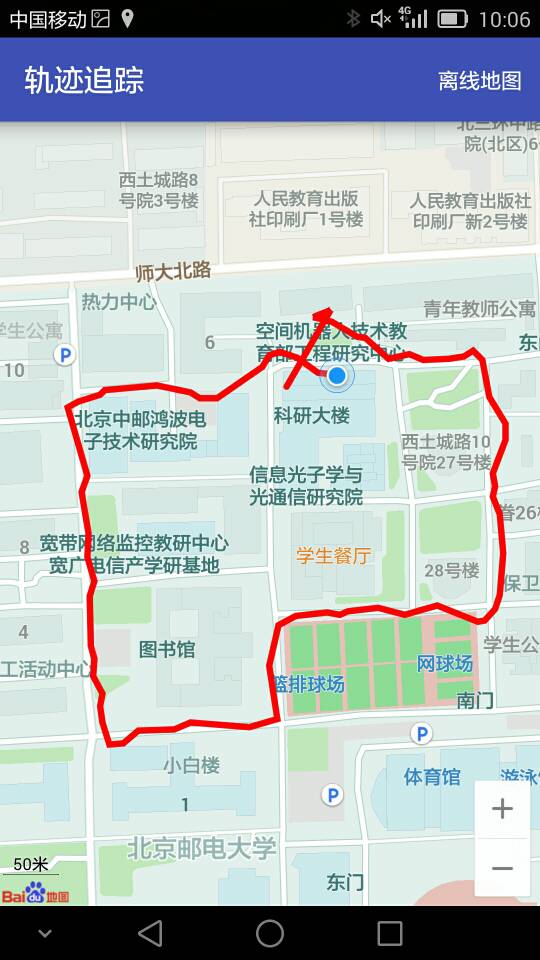 中国移动
4G
10:06
轨迹追踪
离线地图
北三环中路
院(北区)6
西土城路8
号院3号楼
人民教育出版
社印刷厂1号楼
人民教育出版社
印刷厂新2号楼
师大北路
热力中心
青年教师公寓
学生公寓
P
6
空间机器人技术教
育部工程研究中心
东
10
北京中邮鸿波电
子技术研究院
科研大楼
西土城路10
号院27号楼
信息光子学与
光通信研究院
眷26
8
宽带网络监控教研中心
宽广电信产学研基地
学生餐厅
28号楼
保卫
4
图书馆
学生公
工活动中心
网球场
篮排球场
南门
P
小白楼
体育馆
游泳
1
P
北京邮电大学
50米
东门
Bai du 地图